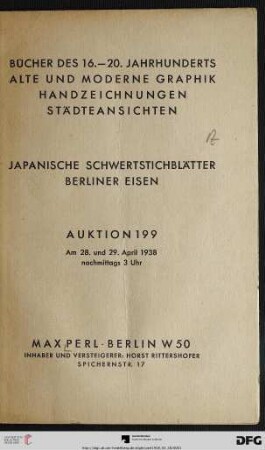 BÜCHER DES 16.—20. JAHRHUNDERTS
ALTE UND MODERNE GRAPHIK
HANDZEICHNUNGEN
STÄDTEANSICHTEN
JAPANISCHE SCHWERTSTICHBLÄTTER
BERLINER EISEN
AUKTION 199
Am 28. und 29. April 1938
nachmittags 3 Uhr
MAX PERL-BERLIN W 50
INHABER UND VERSTEIGERER: HORST RITTERSHOFER
SPICHERNSTR. 17
DFG